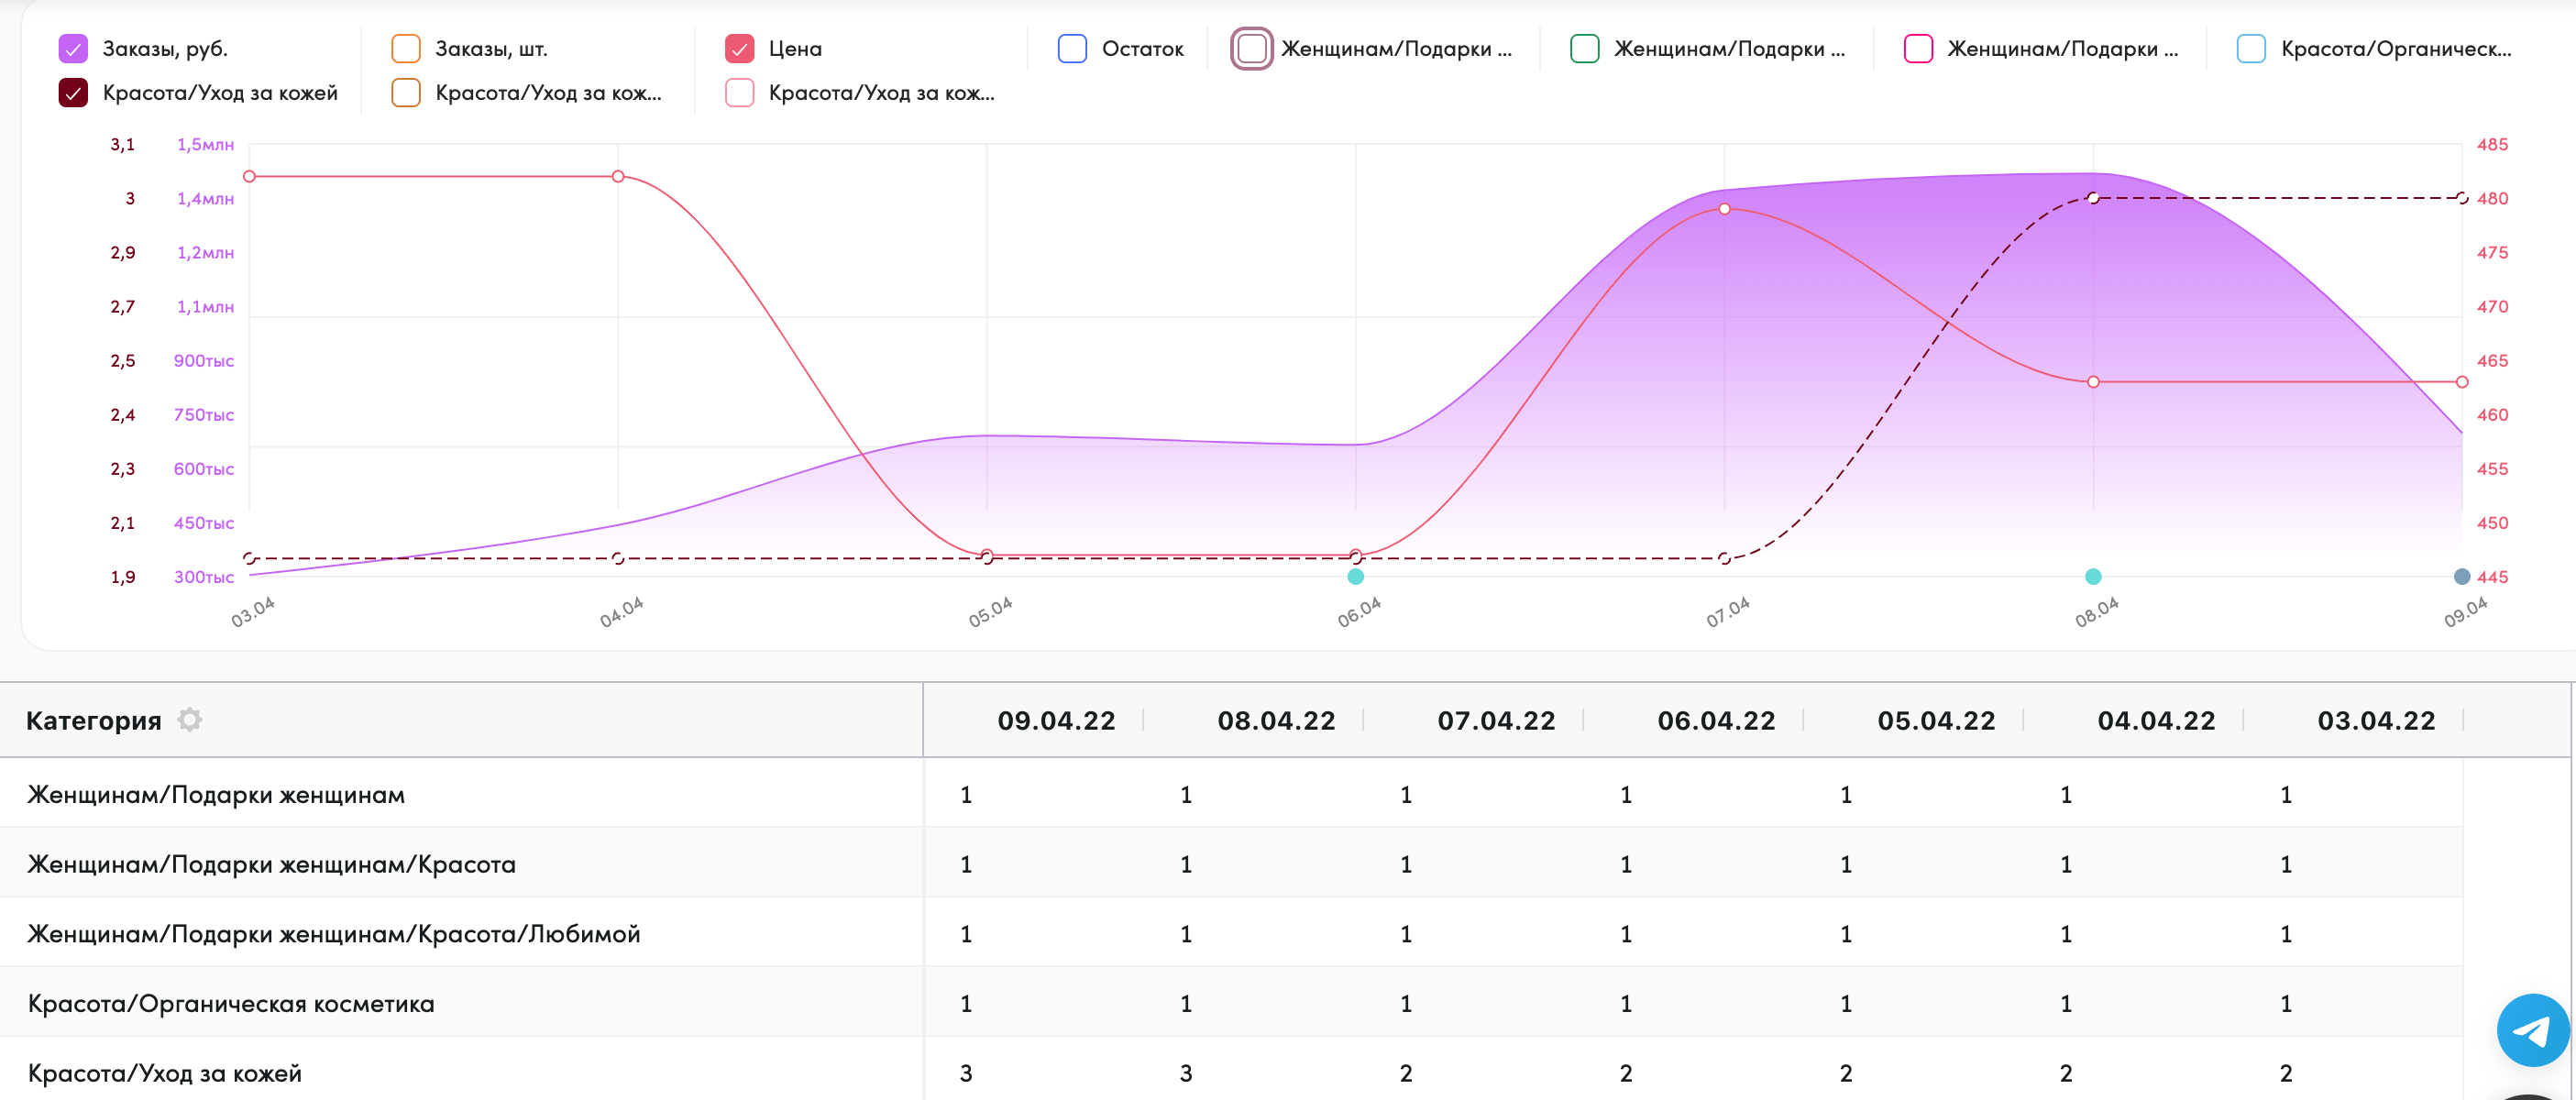 Заказы, руб. Заказы, шт. Цена Остаток Женщинам/Подарки ... Женщинам/Подарки ... Женщинам/Подарки ... Красота/Органическ...
Красота/Уход за кожей Красота/Уход за кож... Красота/Уход за кож...
3,1 1,5млн 485
3 1,4млн 480
2,9 1,2млн 475
2,7 1,1млн 470
2,5 900тыс 465
2,4 750тыс 460
2,3 600тыс 455
2,1 450тыс 450
1,9 300тыс 445
03.04 04.04 05.04 06.04 07.04 08.04 09.04
Категория 09.04.22 08.04.22 07.04.22 06.04.22 05.04.22 04.04.22 03.04.22
Женщинам/Подарки женщинам 1 1 1 1 1 1 1
Женщинам/Подарки женщинам/Красота 1 1 1 1 1 1 1
Женщинам/Подарки женщинам/Красота/Любимой 1 1 1 1 1 1 1
Красота/Органическая косметика 1 1 1 1 1 1 1
Красота/Уход за кожей 3 3 2 2 2 2 2